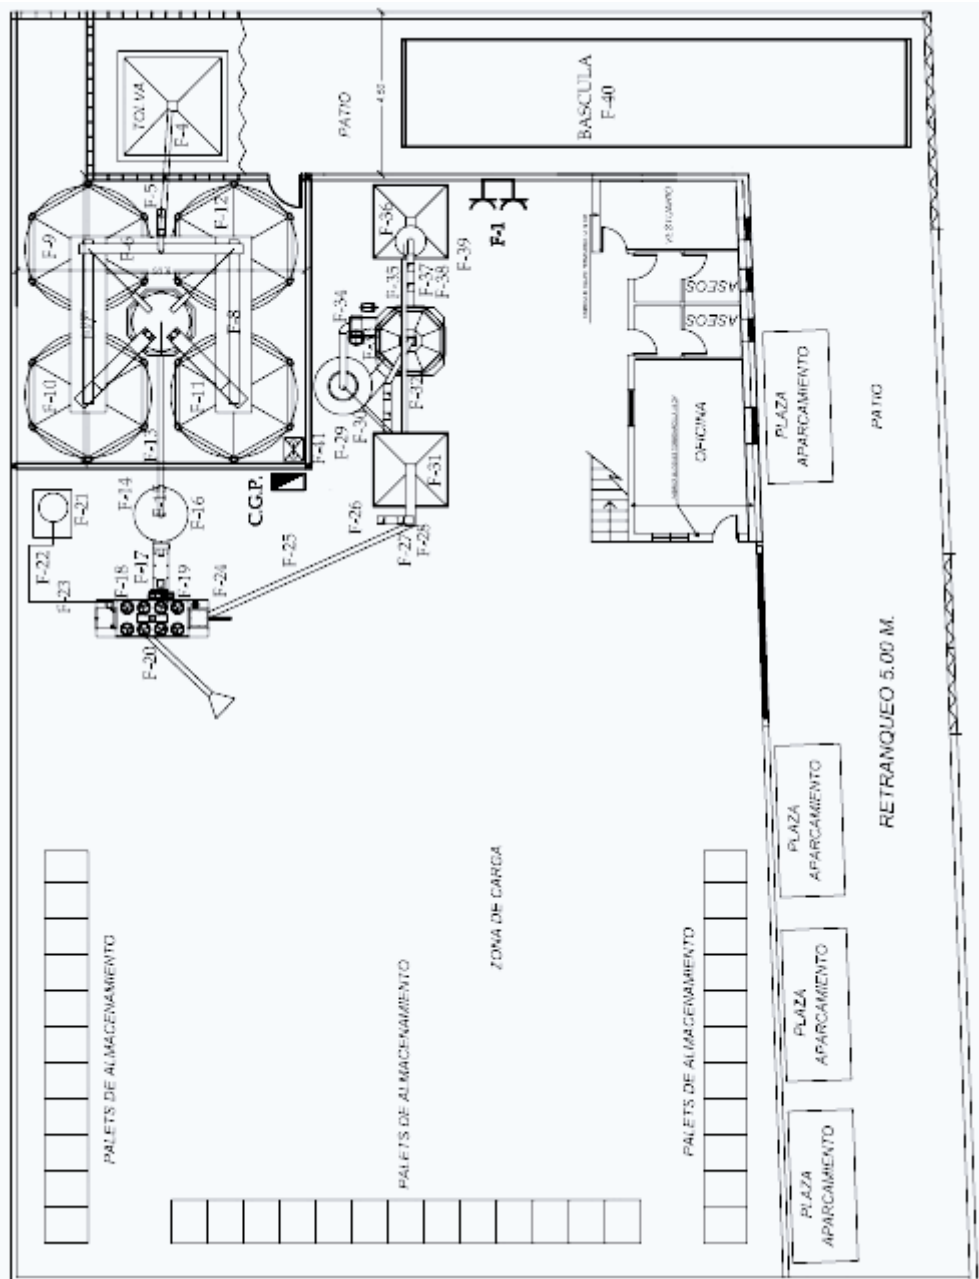 TOLVA
F-4
PATIO
4.50
BASCULA
F-40
F-5
F-12
F-9
F-6
F-8
F-10
F-11
F-13
F-36
F-39
F-1
F-35
F-37
F-38
F-34
F-32
F-29
F-31
F-41
VESTUARIO
ASEOS
ASEOS
OFICINA
PLAZA
APARCAMIENTO
PATIO
F-21
F-22
F-23
F-14
F-15
F-16
C.G.P.
F-17
F-18
F-19
F-24
F-20
F-25
F-26
F-27
F-28
RETRANQUEO 5.00 M.
PLAZA
APARCAMIENTO
ZONA DE CARGA
PALETS DE ALMACENAMIENTO
PALETS DE ALMACENAMIENTO
PALETS DE ALMACENAMIENTO
PLAZA
APARCAMIENTO
PLAZA
APARCAMIENTO